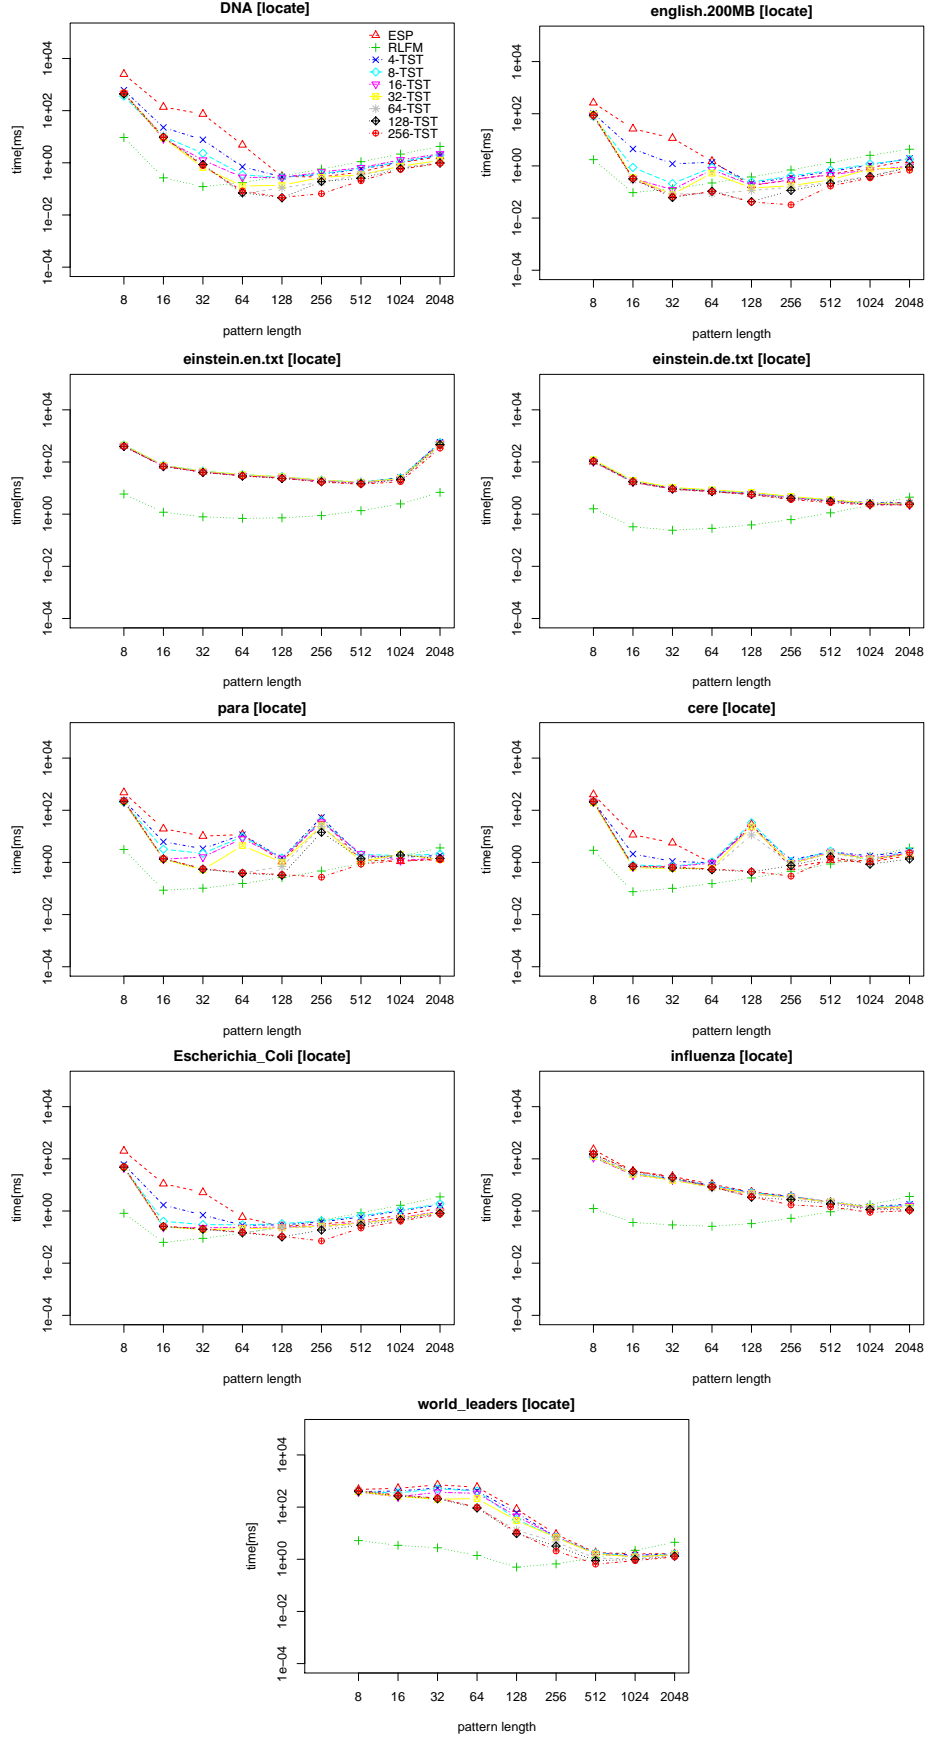 DNA [locate]
time[ms]
1e+04
1e+02
1e+00
1e−02
1e−04
ESP
RLFM
4−TST
8−TST
16−TST
32−TST
64−TST
128−TST
256−TST
8 16 32 64 128 256 512 1024 2048
pattern length
english.200MB [locate]
time[ms]
1e+04
1e+02
1e+00
1e−02
1e−04
8 16 32 64 128 256 512 1024 2048
pattern length
einstein.en.txt [locate]
time[ms]
1e+04
1e+02
1e+00
1e−02
1e−04
8 16 32 64 128 256 512 1024 2048
pattern length
einstein.de.txt [locate]
time[ms]
1e+04
1e+02
1e+00
1e−02
1e−04
8 16 32 64 128 256 512 1024 2048
pattern length
para [locate]
time[ms]
1e+04
1e+02
1e+00
1e−02
1e−04
8 16 32 64 128 256 512 1024 2048
pattern length
cere [locate]
time[ms]
1e+04
1e+02
1e+00
1e−02
1e−04
8 16 32 64 128 256 512 1024 2048
pattern length
Escherichia_Coli [locate]
time[ms]
1e+04
1e+02
1e+00
1e−02
1e−04
8 16 32 64 128 256 512 1024 2048
pattern length
influenza [locate]
time[ms]
1e+04
1e+02
1e+00
1e−02
1e−04
8 16 32 64 128 256 512 1024 2048
pattern length
world_leaders [locate]
time[ms]
1e+04
1e+02
1e+00
1e−02
1e−04
8 16 32 64 128 256 512 1024 2048
pattern length